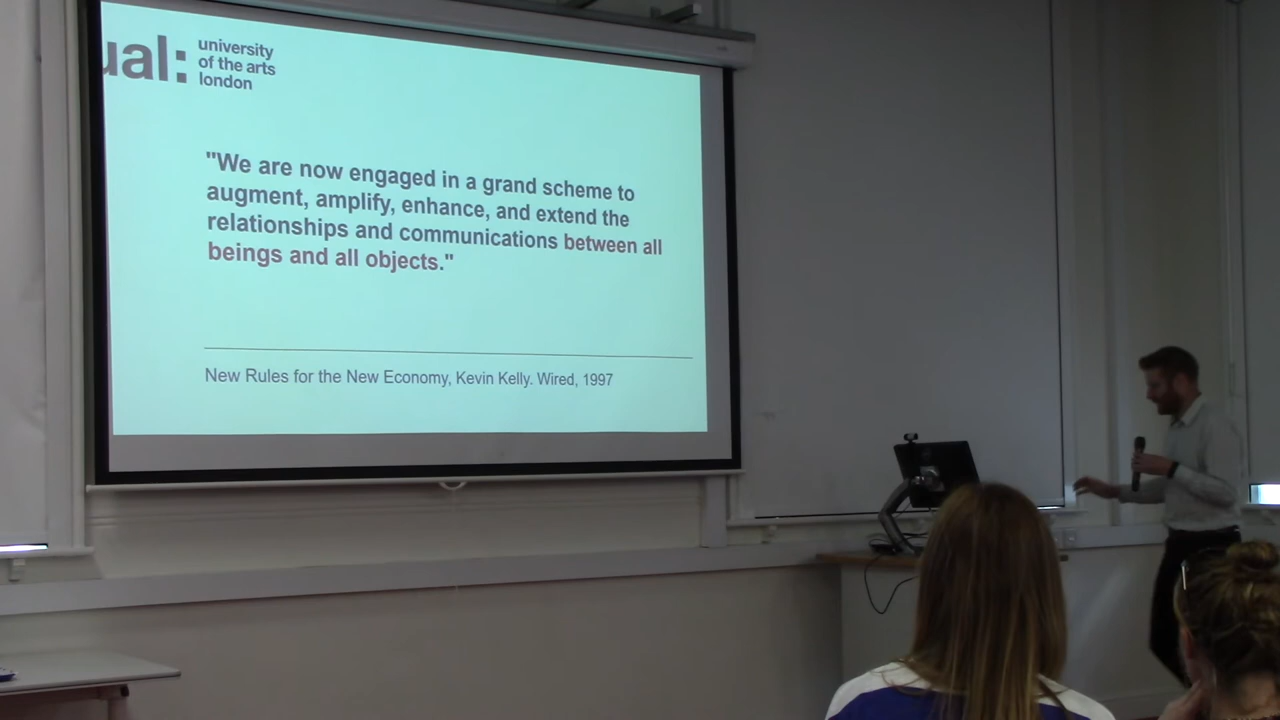 ual:
university
of the arts
london
"We are now engaged in a grand scheme to
augment, amplify, enhance, and extend the
relationships and communications between all
beings and all objects."
New Rules for the New Economy, Kevin Kelly. Wired, 1997